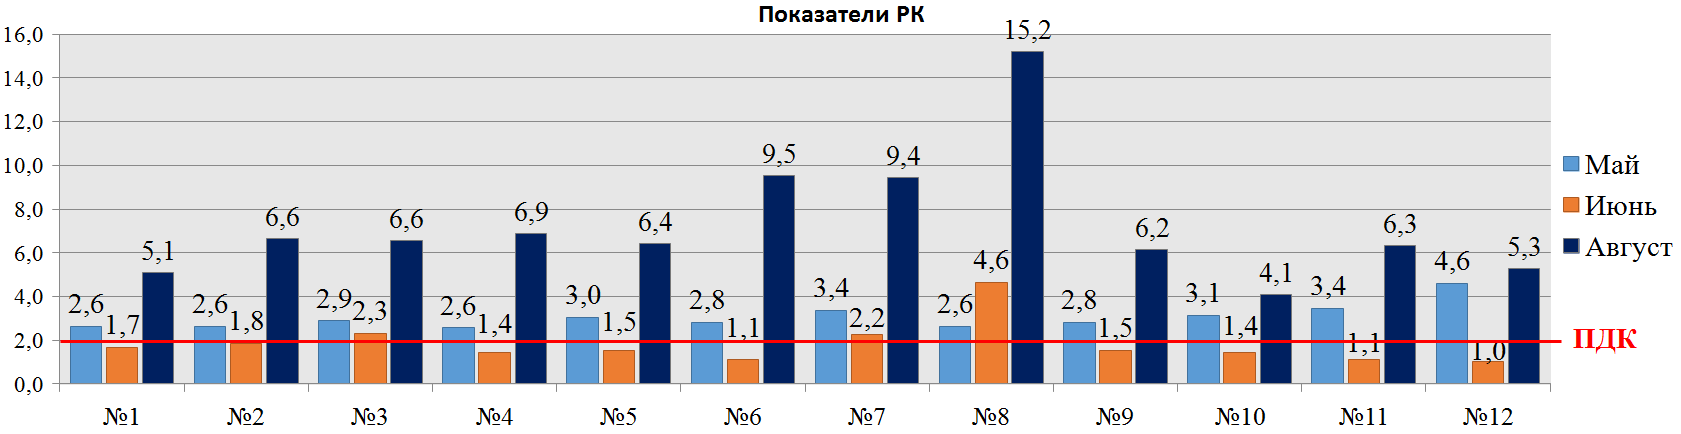 Показатели РК
16,0
14,0
12,0
10,0
8,0
6,0
4,0
2,0
0,0
2,6 1,7 5,1
2,6 1,8 6,6
2,9 2,3 6,6
2,6 1,4 6,9
3,0 1,5 6,4
2,8 1,1 9,5
3,4 2,2 9,4
2,6 4,6 15,2
2,8 1,5 6,2
3,1 1,4 4,1
3,4 1,1 6,3
4,6 1,0 5,3
№1 №2 №3 №4 №5 №6 №7 №8 №9 №10 №11 №12
Май
Июнь
Август
ПДК